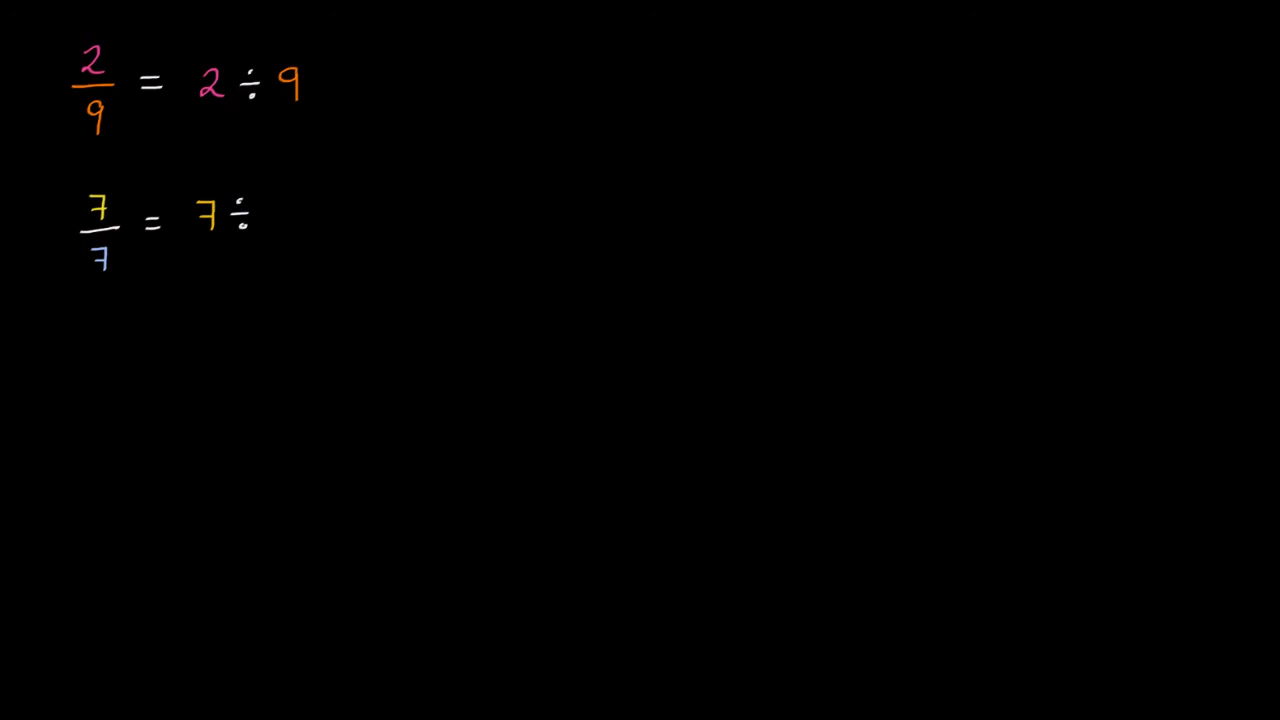 2/9 = 2 ÷ 9
7/7 = 7 ÷